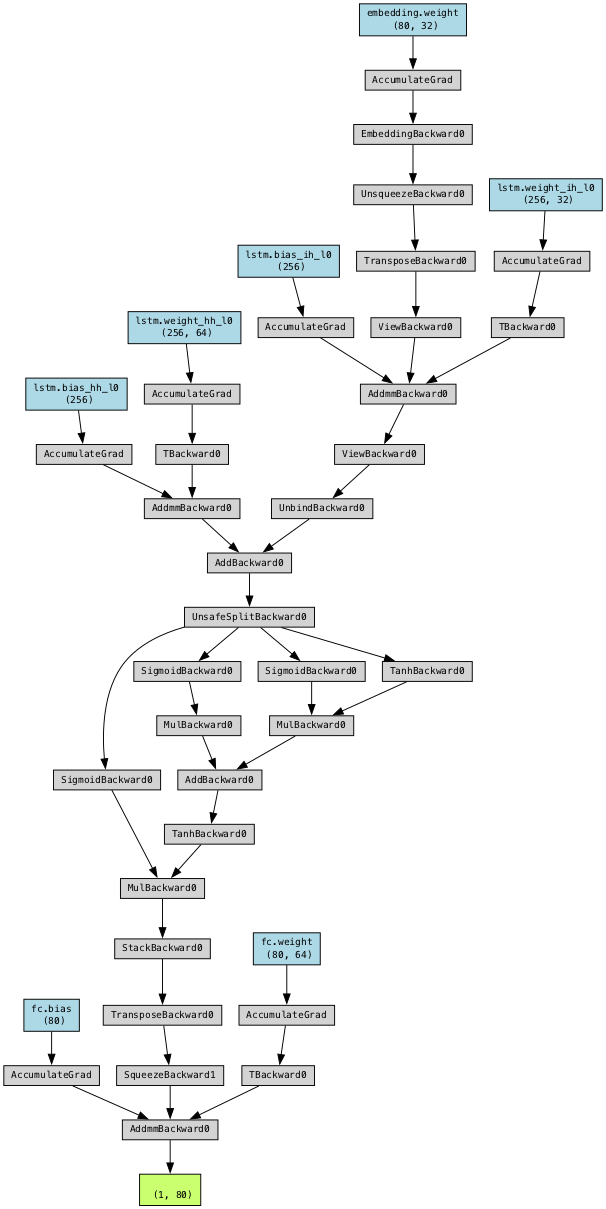 embedding.weight
(80, 32)
AccumulateGrad
EmbeddingBackward0
UnsqueezeBackward0
lstm.weight_ih_l0
(256, 32)
lstm.bias_ih_l0
(256)
TransposeBackward0
AccumulateGrad
lstm.weight_hh_l0
(256, 64)
AccumulateGrad
ViewBackward0
TBackward0
lstm.bias_hh_l0
(256)
AccumulateGrad
AddmmBackward0
AccumulateGrad
TBackward0
ViewBackward0
AddmmBackward0
UnbindBackward0
AddBackward0
UnsafeSplitBackward0
SigmoidBackward0
SigmoidBackward0
TanhBackward0
MulBackward0
MulBackward0
SigmoidBackward0
AddBackward0
TanhBackward0
MulBackward0
StackBackward0
fc.weight
(80, 64)
fc.bias
(80)
TransposeBackward0
AccumulateGrad
AccumulateGrad
SqueezeBackward1
TBackward0
AddmmBackward0
(1, 80)